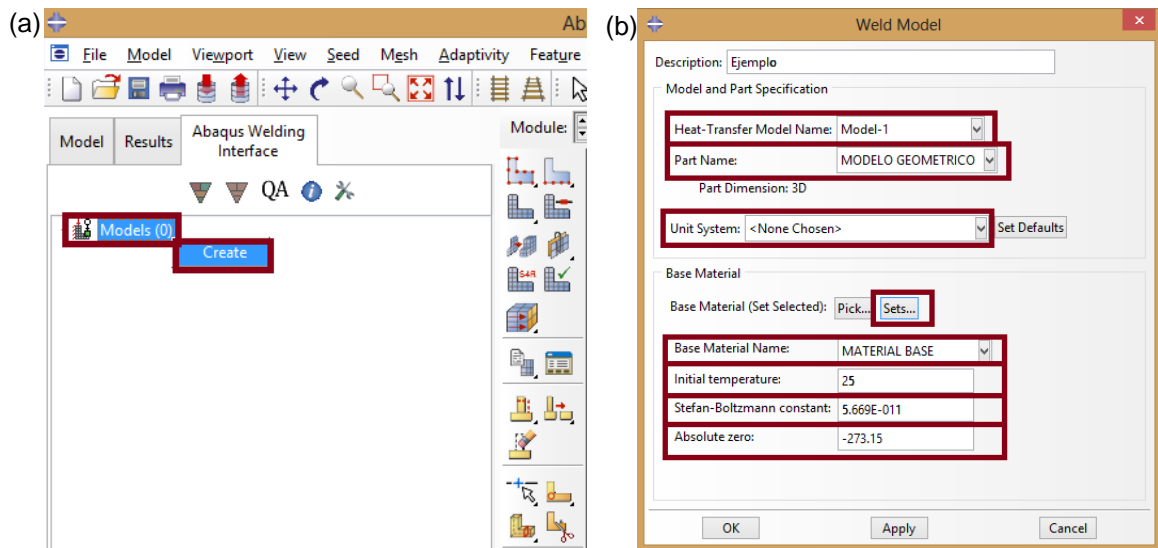 (a)
Ab
File Model Viewport View Seed Mesh Adaptivity Feature
Model Results Abaqus Welding Interface
Module:
QA
Models (0)
Create
S4R
(b)
Weld Model
Description: Ejemplo
Model and Part Specification
Heat-Transfer Model Name: Model-1
Part Name: MODELO GEOMETRICO
Part Dimension: 3D
Unit System: <None Chosen> Set Defaults
Base Material
Base Material (Set Selected): Pick... Sets...
Base Material Name: MATERIAL BASE
Initial temperature: 25
Stefan-Boltzmann constant: 5.669E-011
Absolute zero: -273.15
OK Apply Cancel